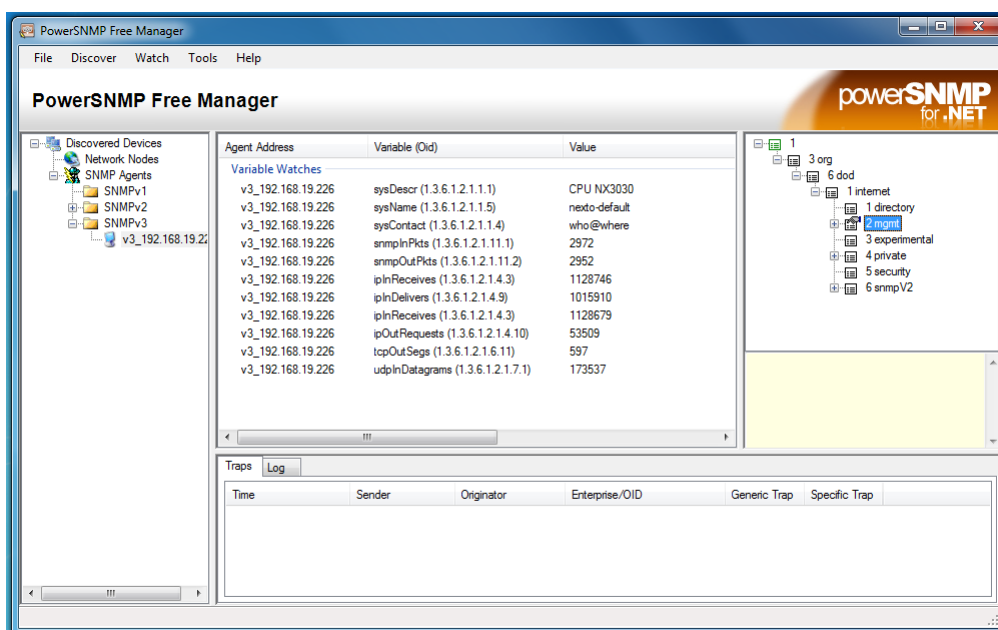 PowerSNMP Free Manager
File Discover Watch Tools Help
PowerSNMP Free Manager
powerSNMP
for .NET
Discovered Devices
Network Nodes
SNMP Agents
SNMPv1
SNMPv2
SNMPv3
v3_192.168.19.22
Agent Address Variable (Oid) Value
Variable Watches
v3_192.168.19.226 sysDescr (1.3.6.1.2.1.1.1) CPU NX3030
v3_192.168.19.226 sysName (1.3.6.1.2.1.1.5) nexto-default
v3_192.168.19.226 sysContact (1.3.6.1.2.1.1.4) who@where
v3_192.168.19.226 snmpInPkts (1.3.6.1.2.1.11.1) 2972
v3_192.168.19.226 snmpOutPkts (1.3.6.1.2.1.11.2) 2952
v3_192.168.19.226 ipInReceives (1.3.6.1.2.1.4.3) 1128746
v3_192.168.19.226 ipInDelivers (1.3.6.1.2.1.4.9) 1015910
v3_192.168.19.226 ipInReceives (1.3.6.1.2.1.4.3) 1128679
v3_192.168.19.226 ipOutRequests (1.3.6.1.2.1.4.10) 53509
v3_192.168.19.226 tcpOutSegs (1.3.6.1.2.1.6.11) 597
v3_192.168.19.226 udpInDatagrams (1.3.6.1.2.1.7.1) 173537
1
3 org
6 dod
1 internet
1 directory
2 mgmt
3 experimental
4 private
5 security
6 snmpV2
Traps Log
Time Sender Originator Enterprise/OID Generic Trap Specific Trap